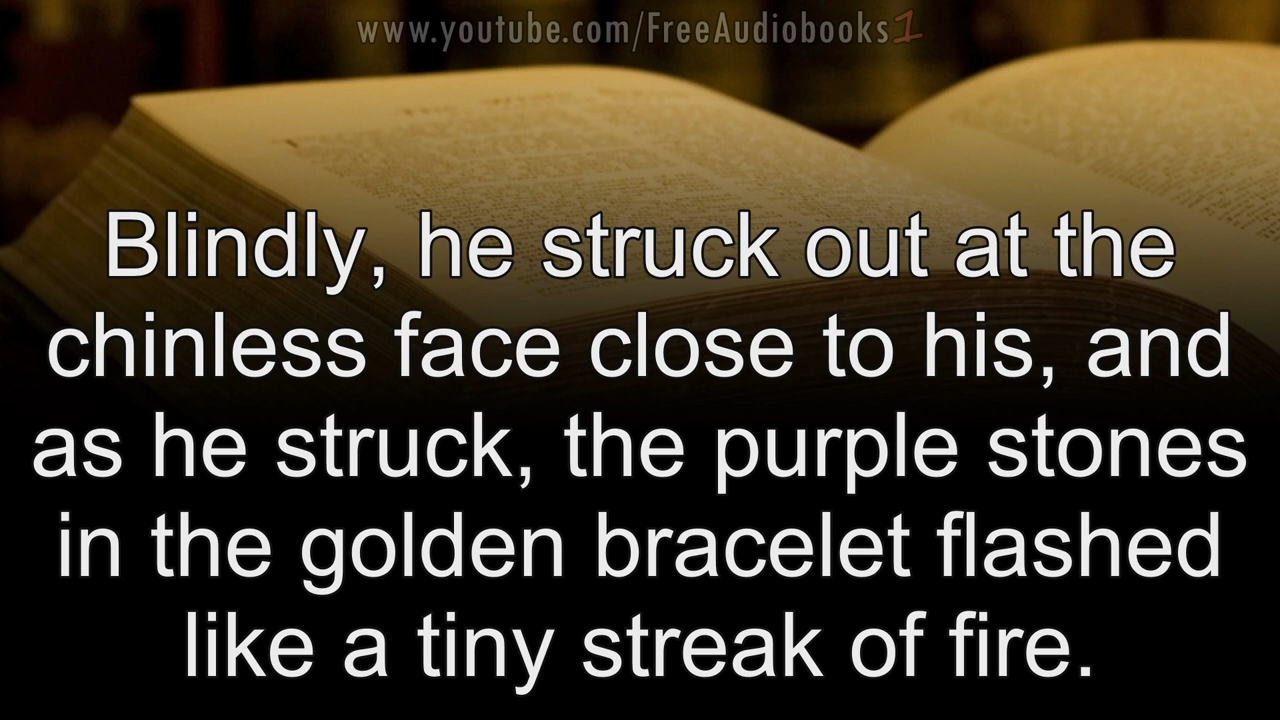 www.youtube.com/FreeAudiobooks1
Blindly, he struck out at the
chinless face close to his, and
as he struck, the purple stones
in the golden bracelet flashed
like a tiny streak of fire.